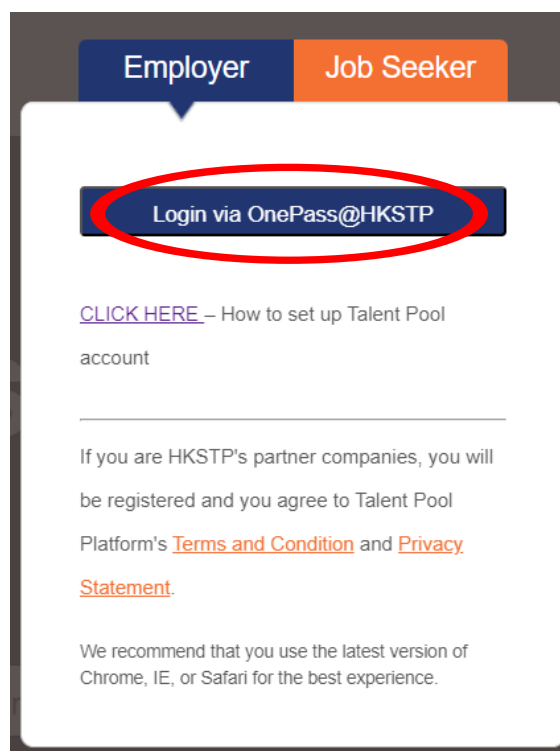 Employer
Job Seeker
Login via OnePass@HKSTP
CLICK HERE – How to set up Talent Pool
account
If you are HKSTP's partner companies, you will
be registered and you agree to Talent Pool
Platform's Terms and Condition and Privacy
Statement.
We recommend that you use the latest version of
Chrome, IE, or Safari for the best experience.